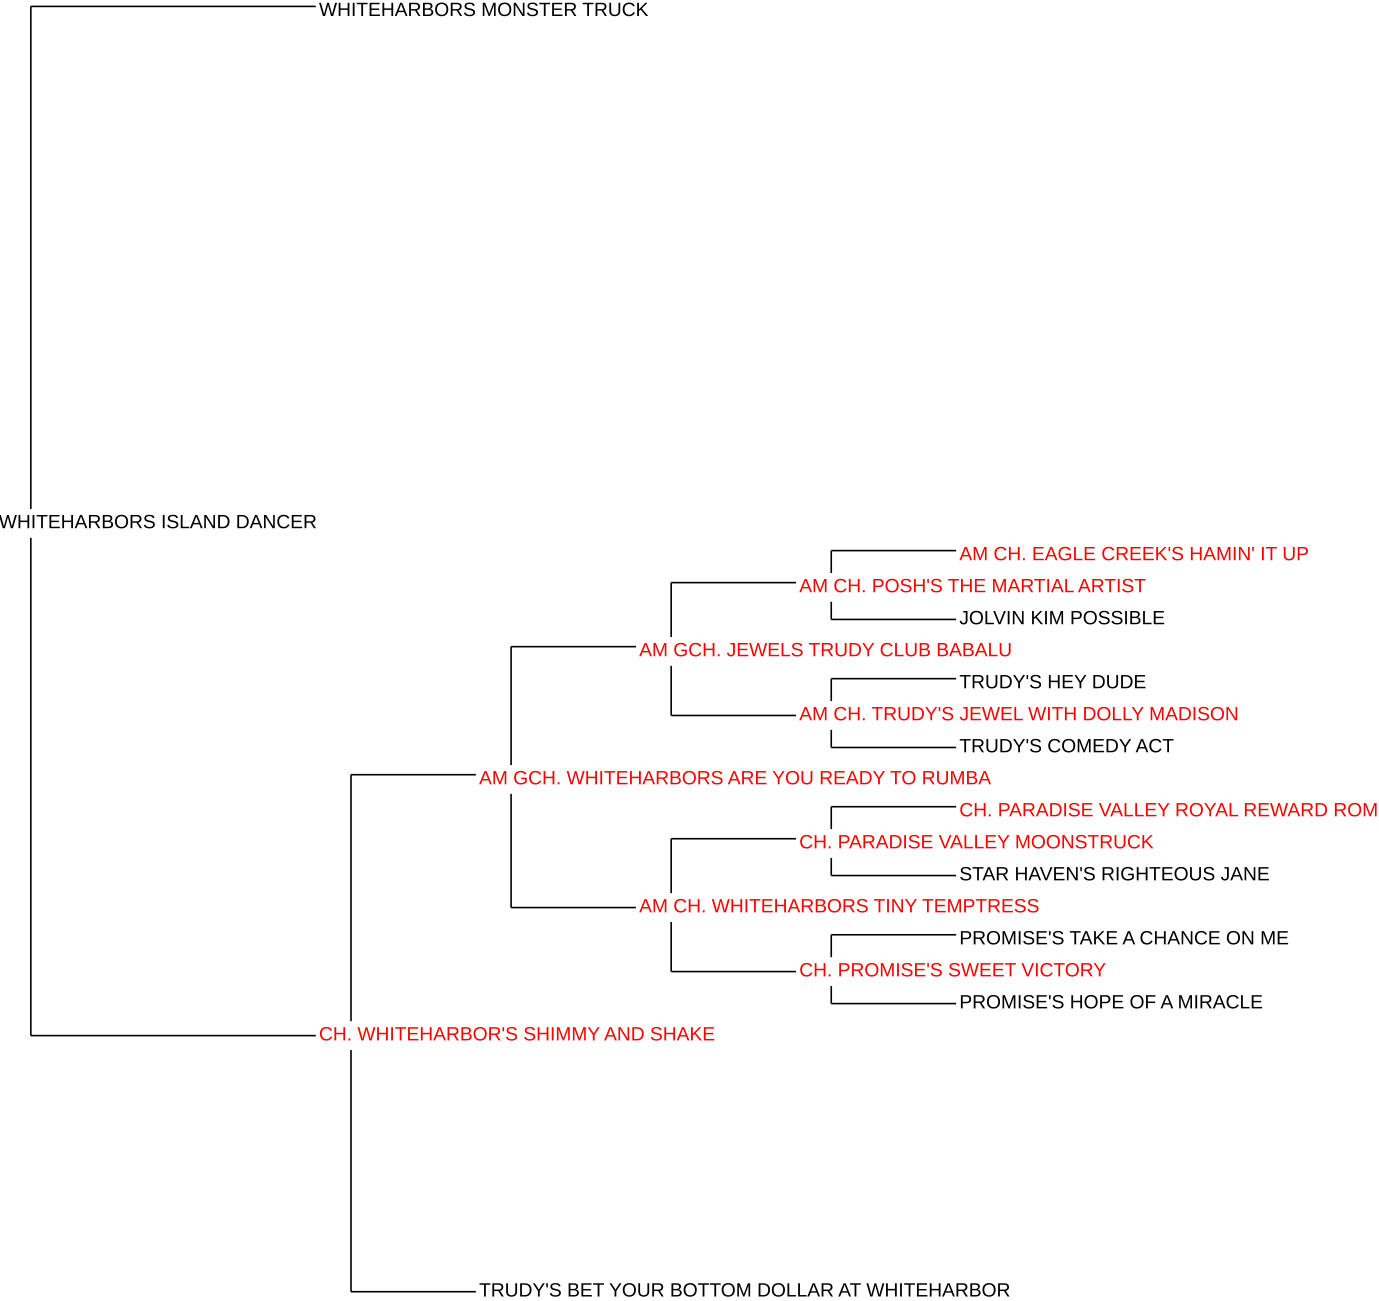 WHITEHARBORS MONSTER TRUCK
WHITEHARBORS ISLAND DANCER
AM CH. EAGLE CREEK'S HAMIN' IT UP
AM CH. POSH'S THE MARTIAL ARTIST
JOLVIN KIM POSSIBLE
AM GCH. JEWELS TRUDY CLUB BABALU
TRUDY'S HEY DUDE
AM CH. TRUDY'S JEWEL WITH DOLLY MADISON
TRUDY'S COMEDY ACT
AM GCH. WHITEHARBORS ARE YOU READY TO RUMBA
CH. PARADISE VALLEY ROYAL REWARD ROM
CH. PARADISE VALLEY MOONSTRUCK
STAR HAVEN'S RIGHTEOUS JANE
AM CH. WHITEHARBORS TINY TEMPTRESS
PROMISE'S TAKE A CHANCE ON ME
CH. PROMISE'S SWEET VICTORY
PROMISE'S HOPE OF A MIRACLE
CH. WHITEHARBOR'S SHIMMY AND SHAKE
TRUDY'S BET YOUR BOTTOM DOLLAR AT WHITEHARBOR